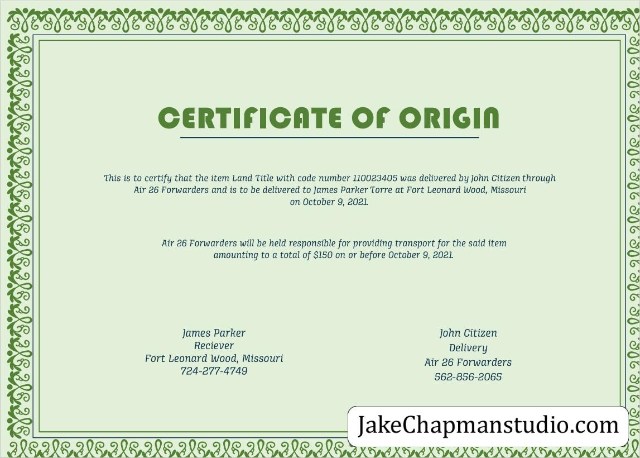 CERTIFICATE OF ORIGIN
This is to certify that the item Land Title with code number 110023405 was delivered by John Citizen through
Air 26 Forwarders and is to be delivered to James Parker Torre at Fort Leonard Wood, Missouri
on October 9, 2021.
Air 26 Forwarders will be held responsible for providing transport for the said item
amounting to a total of $150 on or before October 9, 2021.
James Parker
Reciever
Fort Leonard Wood, Missouri
724-277-4749
John Citizen
Delivery
Air 26 Forwarders
562-856-2065
JakeChapmanstudio.com